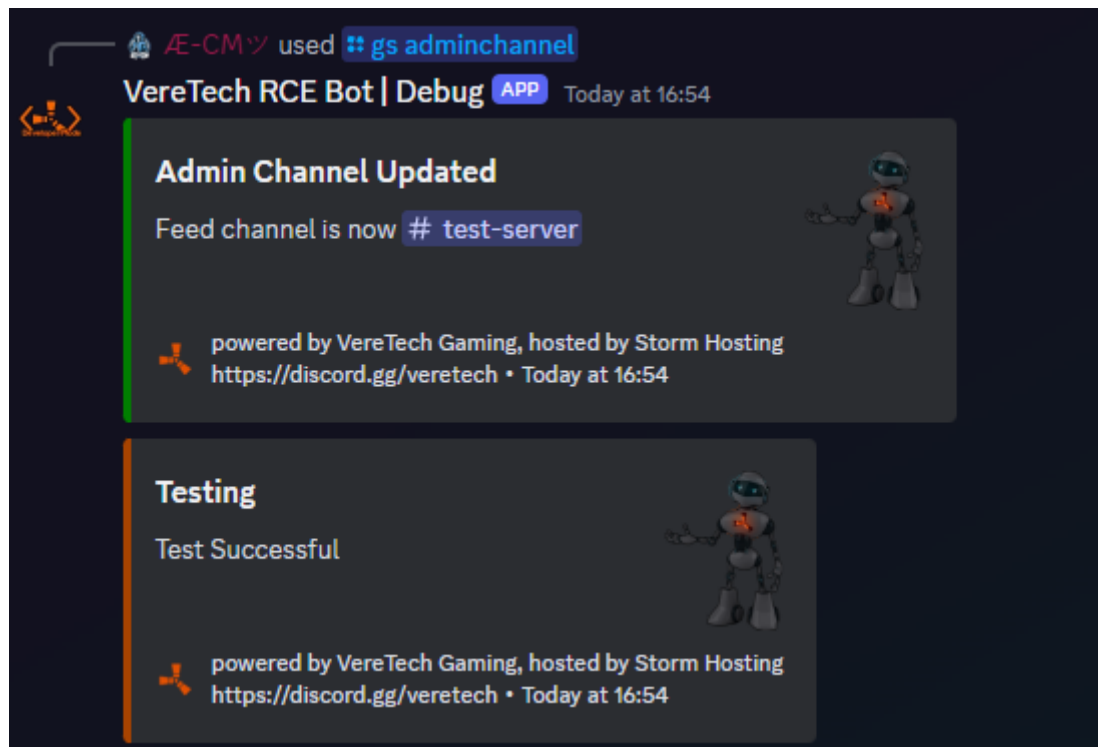 Æ-CMツ used gs adminchannel
VereTech RCE Bot | Debug APP Today at 16:54
Admin Channel Updated
Feed channel is now # test-server
powered by VereTech Gaming, hosted by Storm Hosting
https://discord.gg/veretech • Today at 16:54
Testing
Test Successful
powered by VereTech Gaming, hosted by Storm Hosting
https://discord.gg/veretech • Today at 16:54